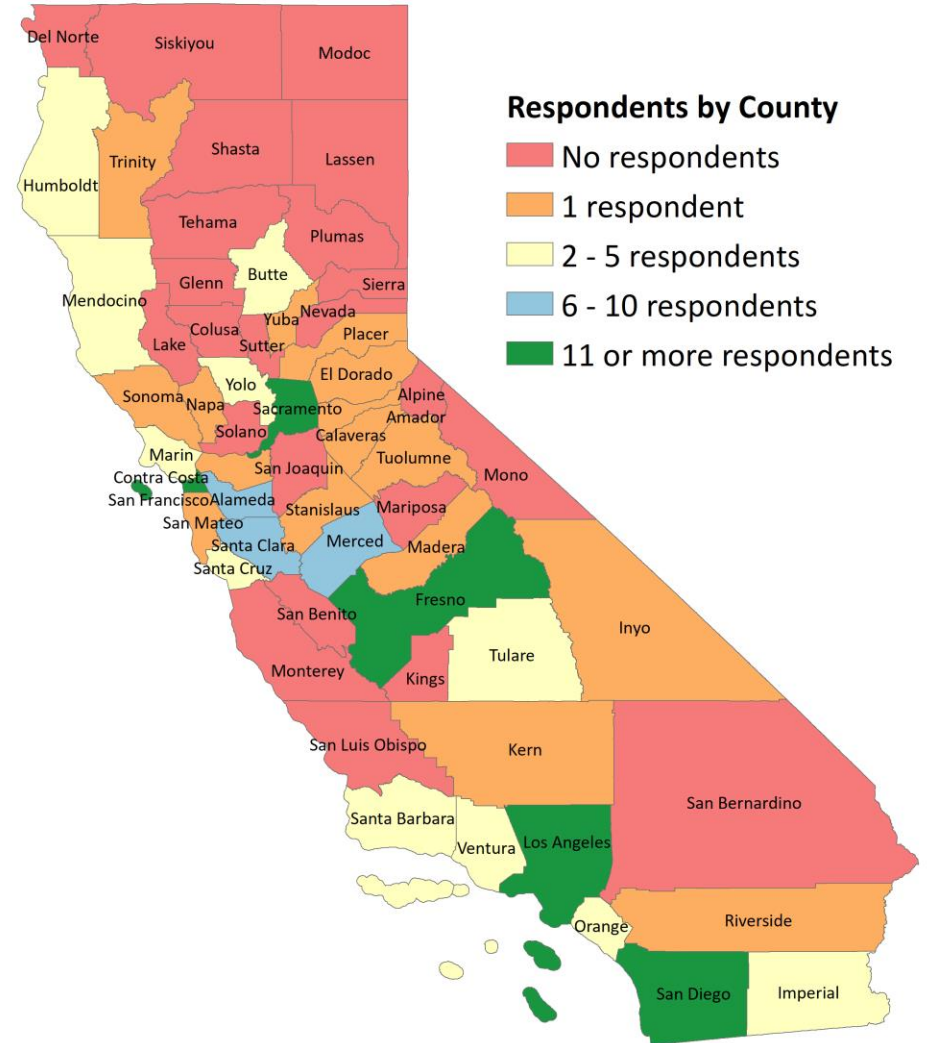 Del Norte
Siskiyou
Modoc
Respondents by County
No respondents
1 respondent
2 - 5 respondents
6 - 10 respondents
11 or more respondents
Humboldt
Trinity
Shasta
Lassen
Tehama
Plumas
Mendocino
Glenn
Butte
Sierra
Lake
Colusa
Sutter
Yuba
Nevada
Placer
Sonoma
Napa
Yolo
Sacramento
El Dorado
Alpine
Amador
Solano
Calaveras
Marin
Tuolumne
Mono
Contra Costa
San Joaquin
San Francisco
Alameda
Stanislaus
Mariposa
San Mateo
Santa Clara
Merced
Madera
Santa Cruz
San Benito
Fresno
Inyo
Monterey
Kings
Tulare
San Luis Obispo
Kern
San Bernardino
Santa Barbara
Ventura
Los Angeles
Orange
Riverside
San Diego
Imperial